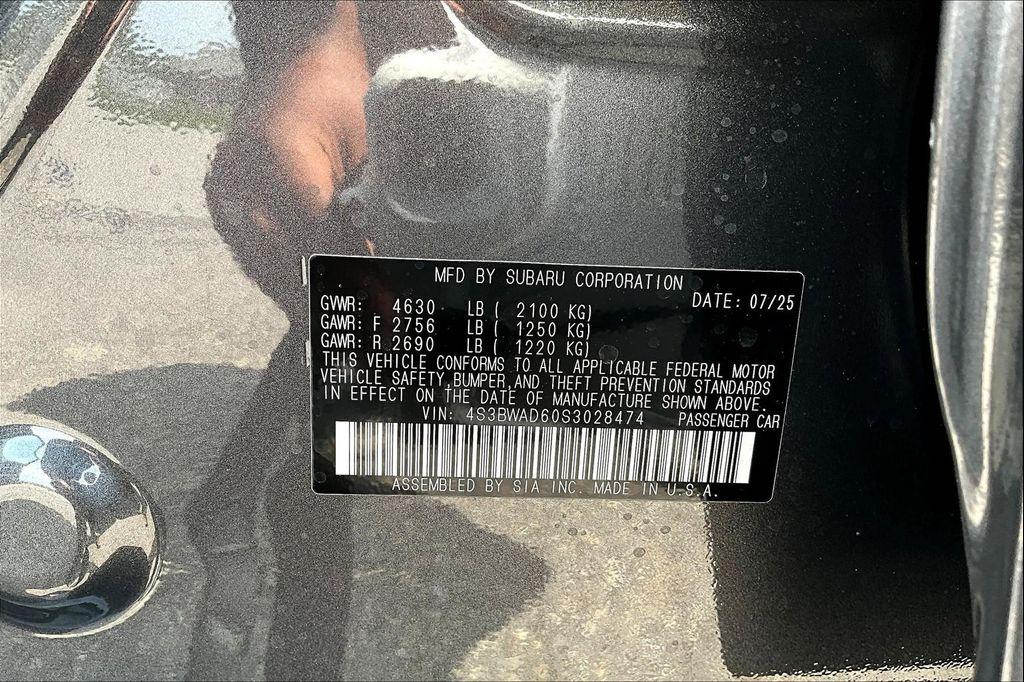 MFD BY SUBARU CORPORATION
DATE: 07/25
GVWR: 4630 LB ( 2100 KG)
GAWR: F 2756 LB ( 1250 KG)
GAWR: R 2690 LB ( 1220 KG)
THIS VEHICLE CONFORMS TO ALL APPLICABLE FEDERAL MOTOR
VEHICLE SAFETY,BUMPER,AND THEFT PREVENTION STANDARDS
IN EFFECT ON THE DATE OF MANUFACTURE SHOWN ABOVE.
VIN: 4S3BWAD60S3028474 PASSENGER CAR
ASSEMBLED BY SIA INC. MADE IN U.S.A.